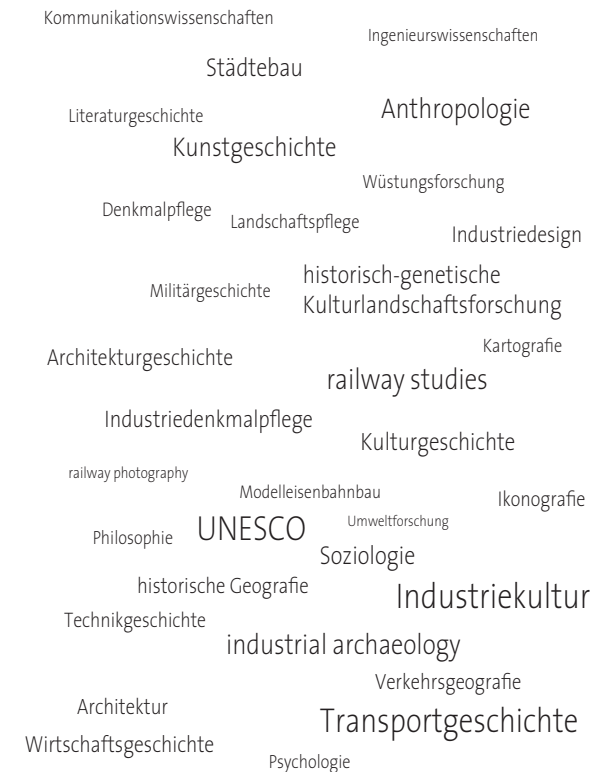 Kommunikationswissenschaften
Ingenieurswissenschaften
Städtebau
Anthropologie
Literaturgeschichte
Kunstgeschichte
Wüstungsforschung
Denkmalpflege
Landschaftspflege
Industriedesign
historisch-genetische
Kulturlandschaftsforschung
Militärgeschichte
Kartografie
Architekturgeschichte
railway studies
Industriedenkmalpflege
Kulturgeschichte
railway photography
Modelleisenbahnbau
Ikonografie
Umweltforschung
UNESCO
Philosophie
Soziologie
historische Geografie
Industriekultur
Technikgeschichte
industrial archaeology
Verkehrsgeografie
Architektur
Transportgeschichte
Wirtschaftsgeschichte
Psychologie